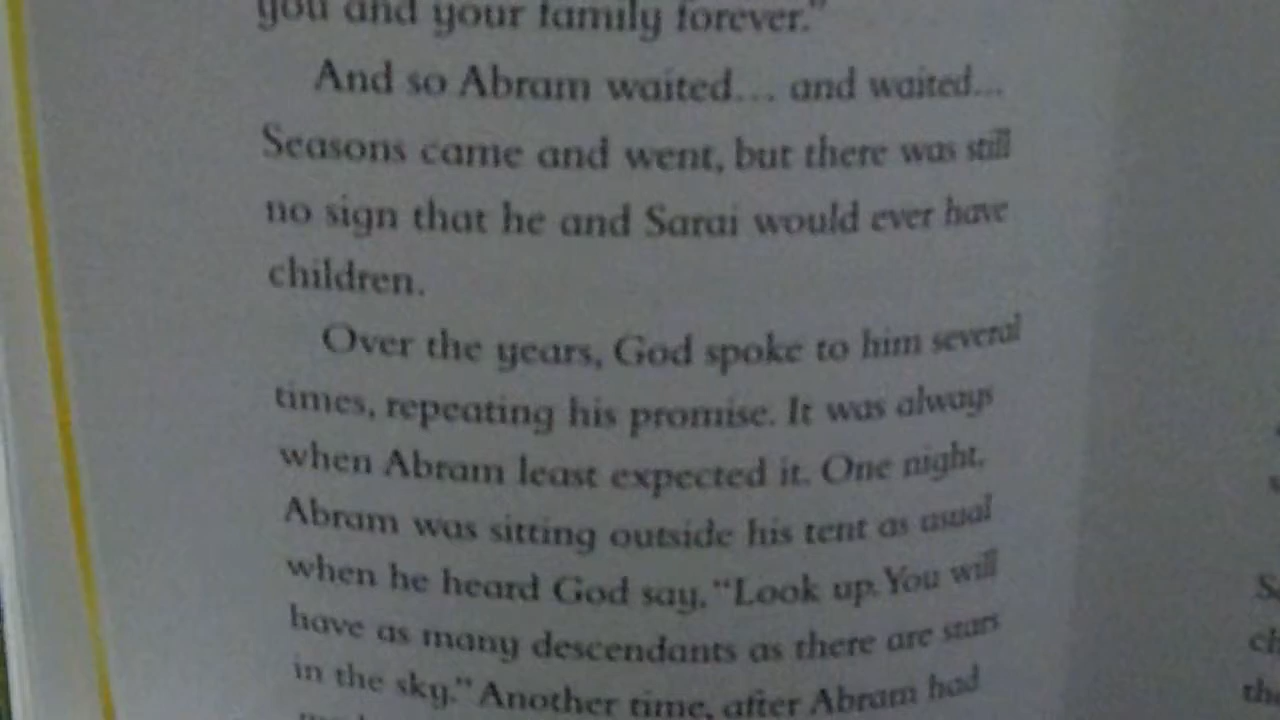 you and your family forever."
And so Abram waited... and waited...
Seasons came and went, but there was still
no sign that he and Sarai would ever have
children.
Over the years, God spoke to him several
times, repeating his promise. It was always
when Abram least expected it. One night,
Abram was sitting outside his tent as usual
when he heard God say, "Look up. You will
have as many descendants as there are stars
in the sky." Another time, after Abram had